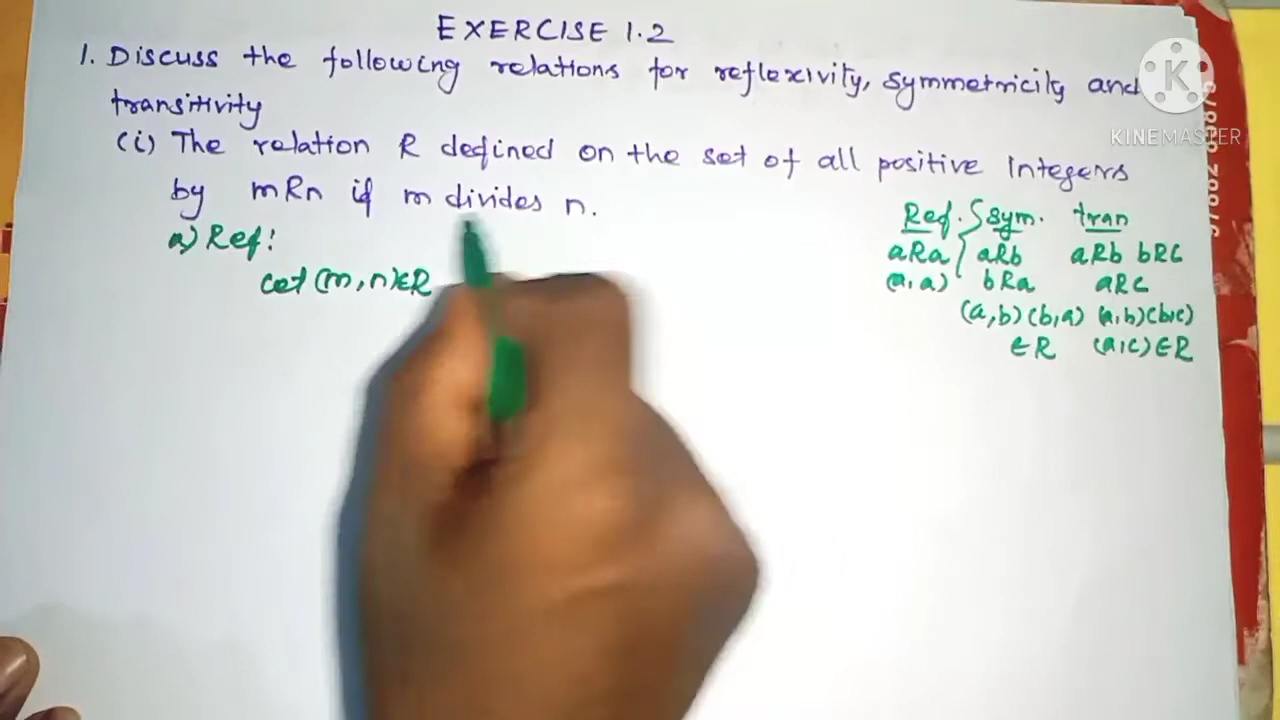 EXERCISE 1.2
1. Discuss the following relations for reflexivity, symmetricity and
transitivity
(i) The relation R defined on the set of all positive Integers
by mRn if m divides n.
a) Ref:
Let (m, n) ∈ R
Ref. Sym. tran
aRa aRb aRb bRc
(a, a) bRa aRc
(a, b) (b, a) (a, b) (b, c)
∈ R (a, c) ∈ R
KINEMASTER